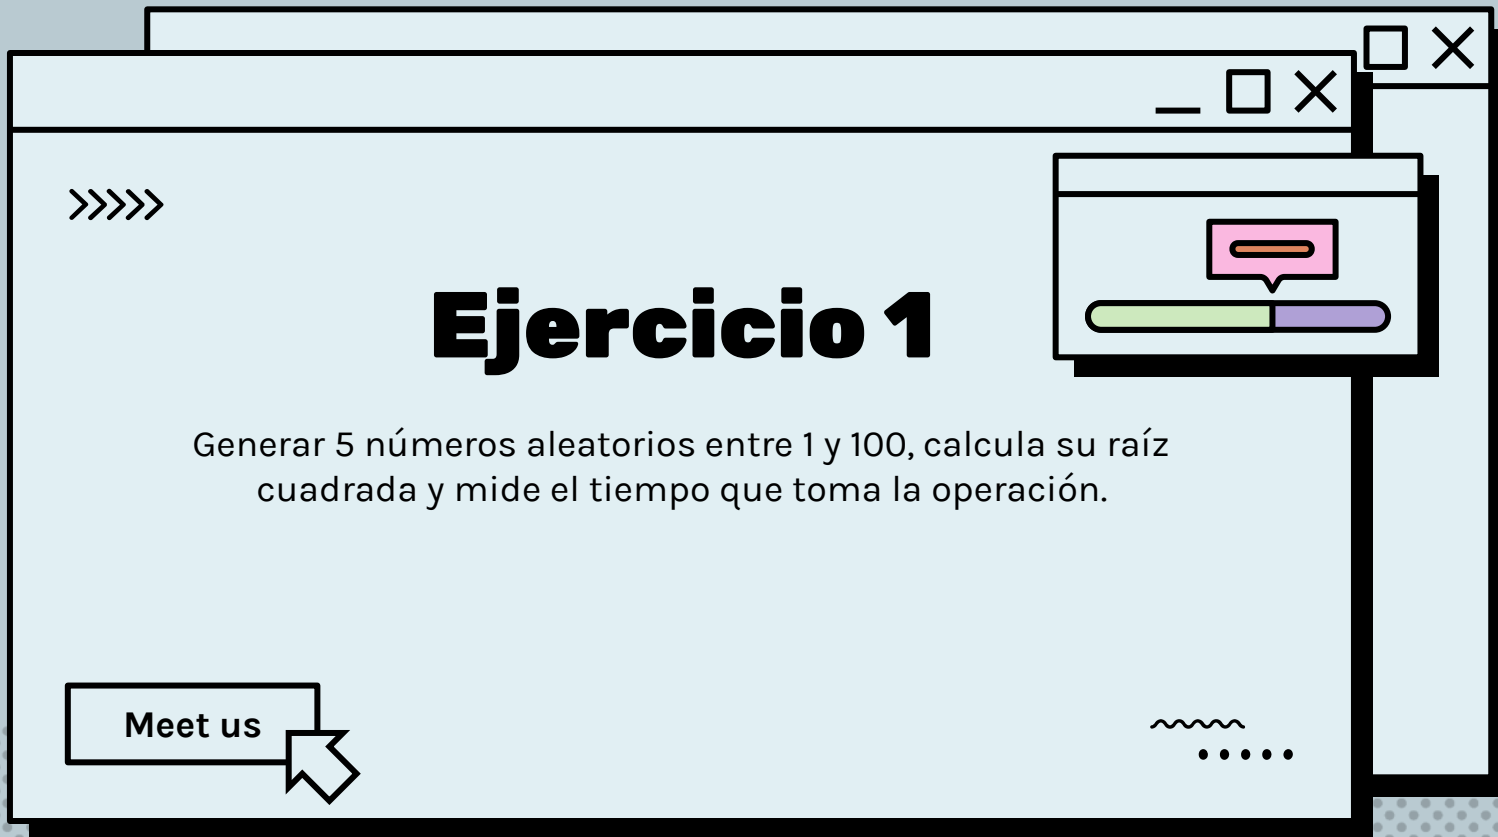 Ejercicio 1
Generar 5 números aleatorios entre 1 y 100, calcula su raíz
cuadrada y mide el tiempo que toma la operación.
Meet us